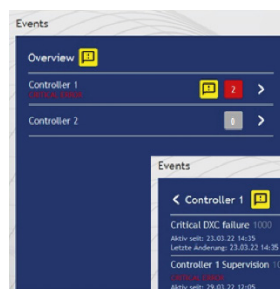 Events
Overview
Controller 1
2
Controller 2
0
Events
Controller 1
Critical DXC failure 1000
Aktiv seit: 23.03.22 14:35
Letzte Änderung: 23.03.22 14:35
Controller 1 Supervision 10
Aktiv seit: 29.03.22 12:05